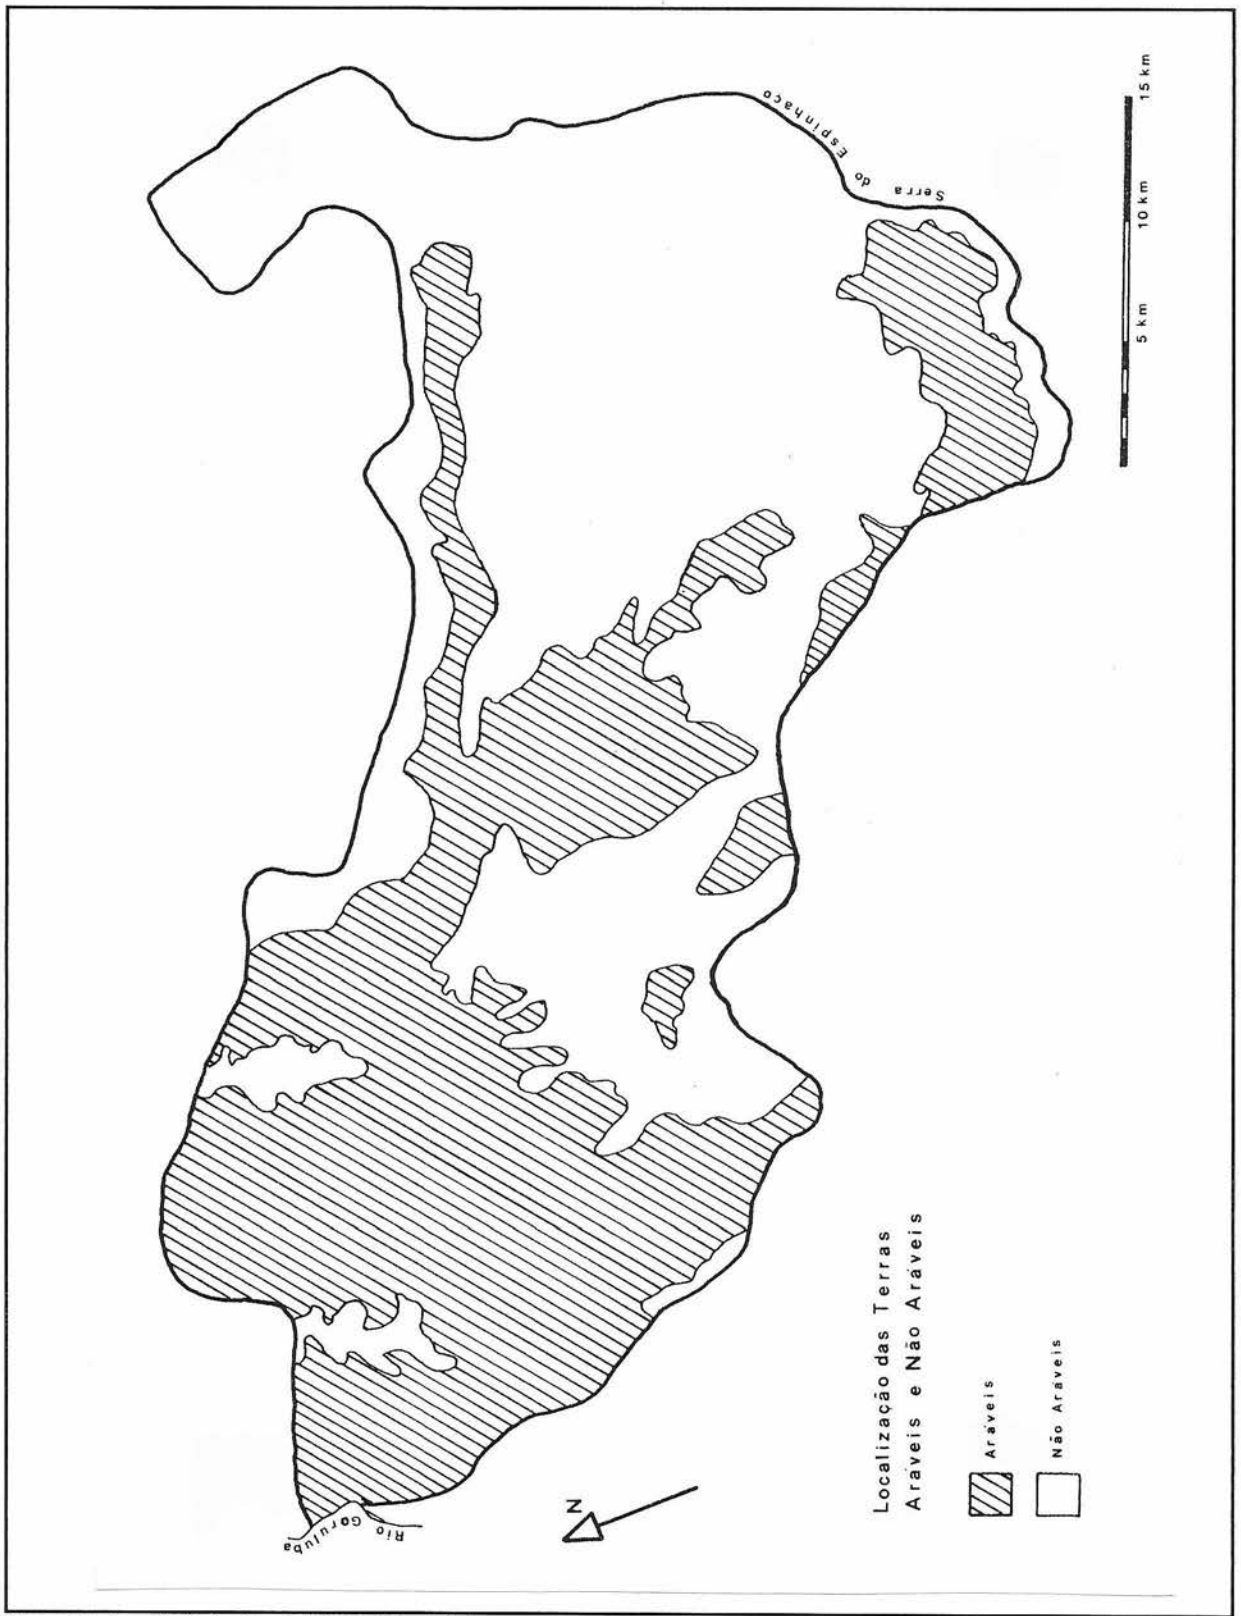 Serra do Espinhaço
5 km
10 km
15 km
Rio Gorutuba
N
Localização das Terras
Aráveis e Não Aráveis
Aráveis
Não Aráveis